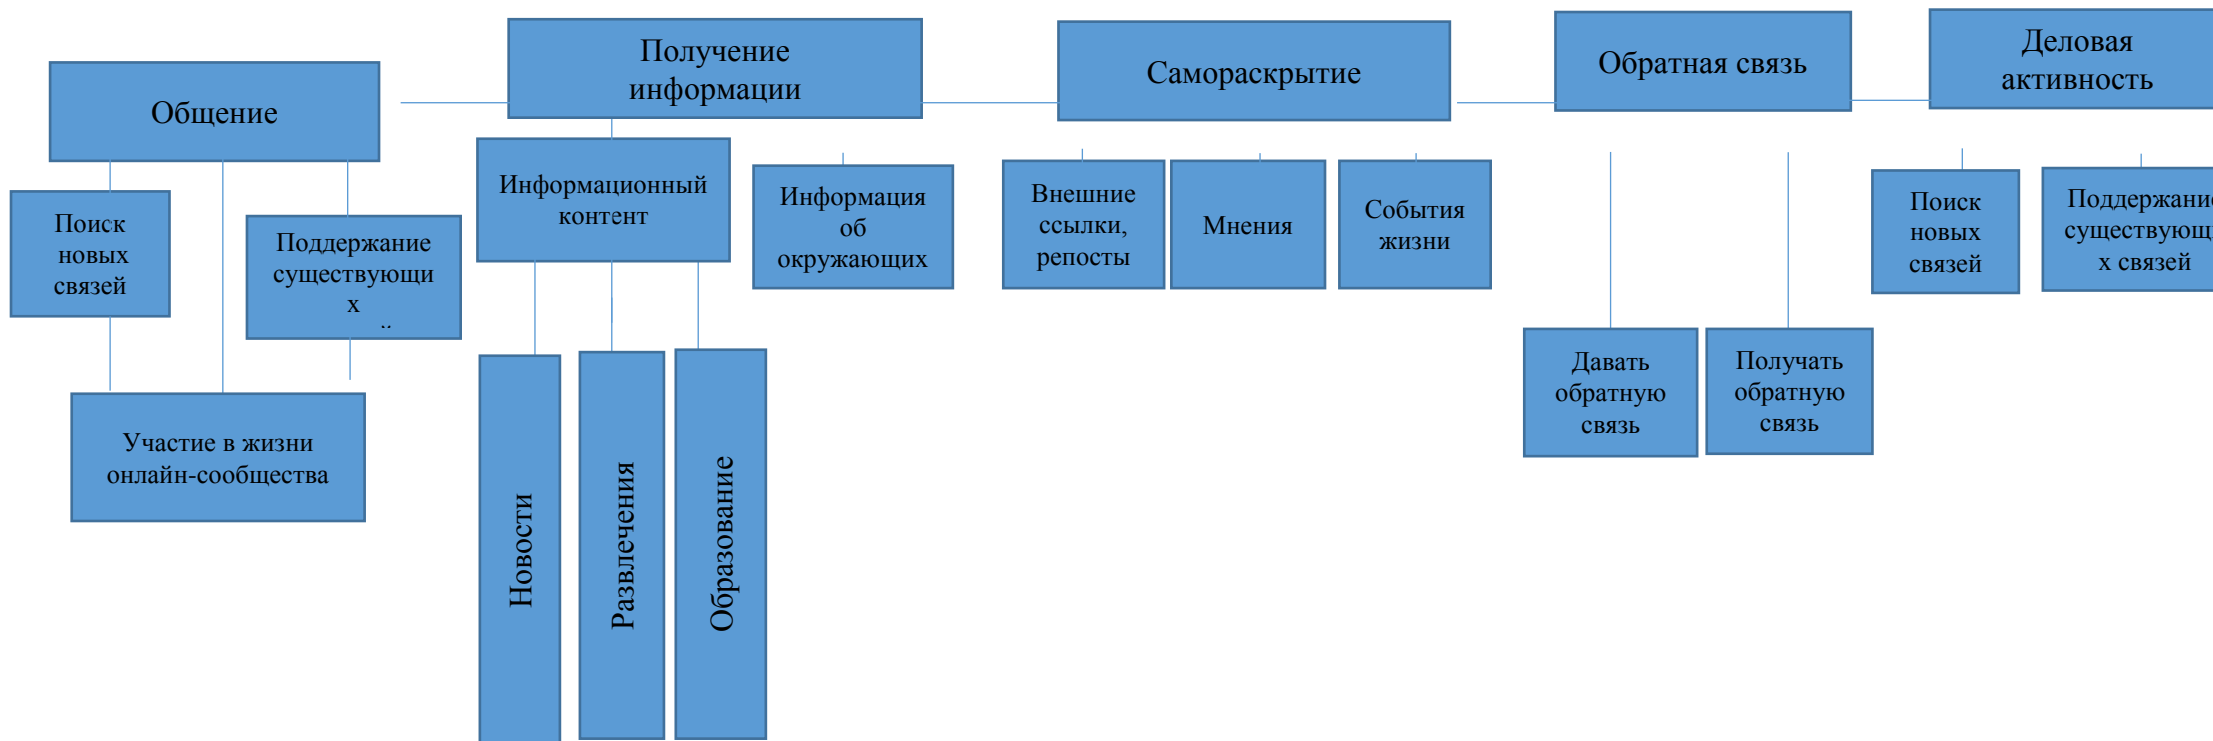 Общение
Получение
информации
Самораскрытие
Обратная связь
Деловая
активность
Поиск
новых
связей
Поддержание
существующи
х
Участие в жизни
онлайн-сообщества
Информационный
контент
Информация
об
окружающих
Новости
Развлечения
Образование
Внешние
ссылки,
репосты
Мнения
События
жизни
Давать
обратную
связь
Получать
обратную
связь
Поиск
новых
связей
Поддержание
существующи
х связей